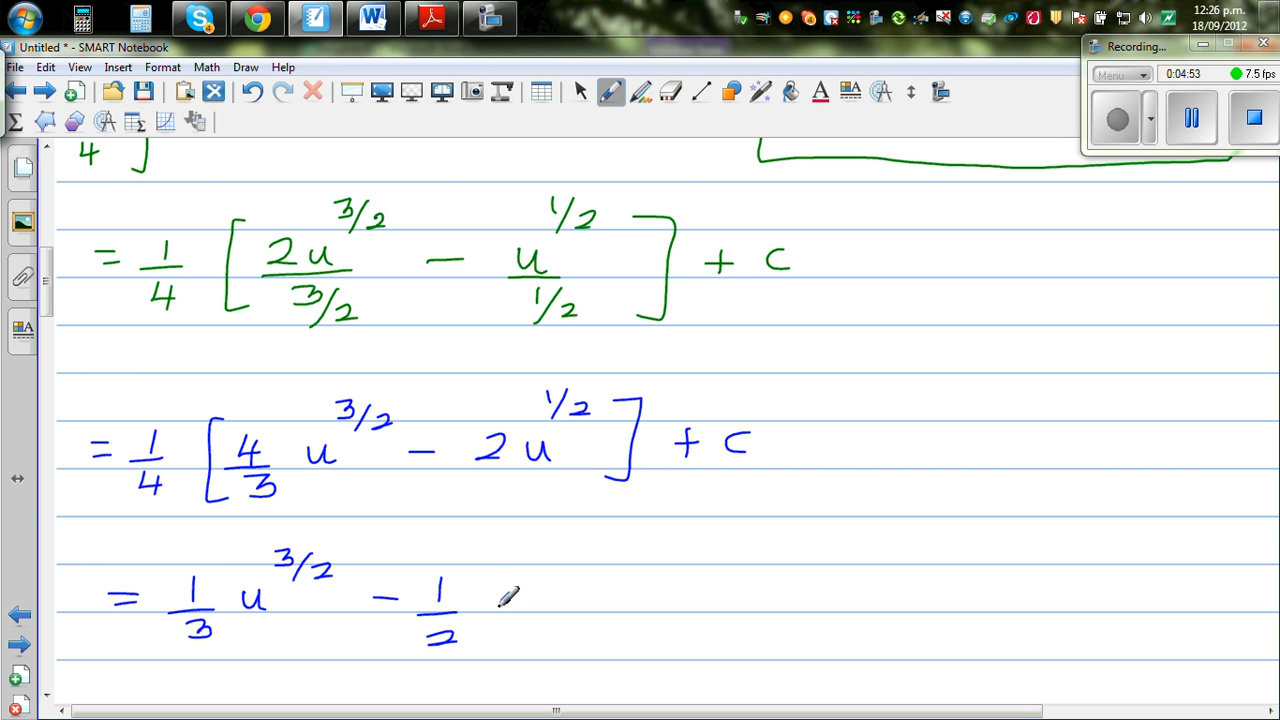 12:26 p.m.
18/09/2012
Untitled * - SMART Notebook
Recording...
File Edit View Insert Format Math Draw Help
Menu 0:04:53 7.5 fps
4 ]
= 1/4 [ 2u^(3/2) / (3/2) - u^(1/2) / (1/2) ] + c
= 1/4 [ 4/3 u^(3/2) - 2u^(1/2) ] + c
= 1/3 u^(3/2) - 1/2